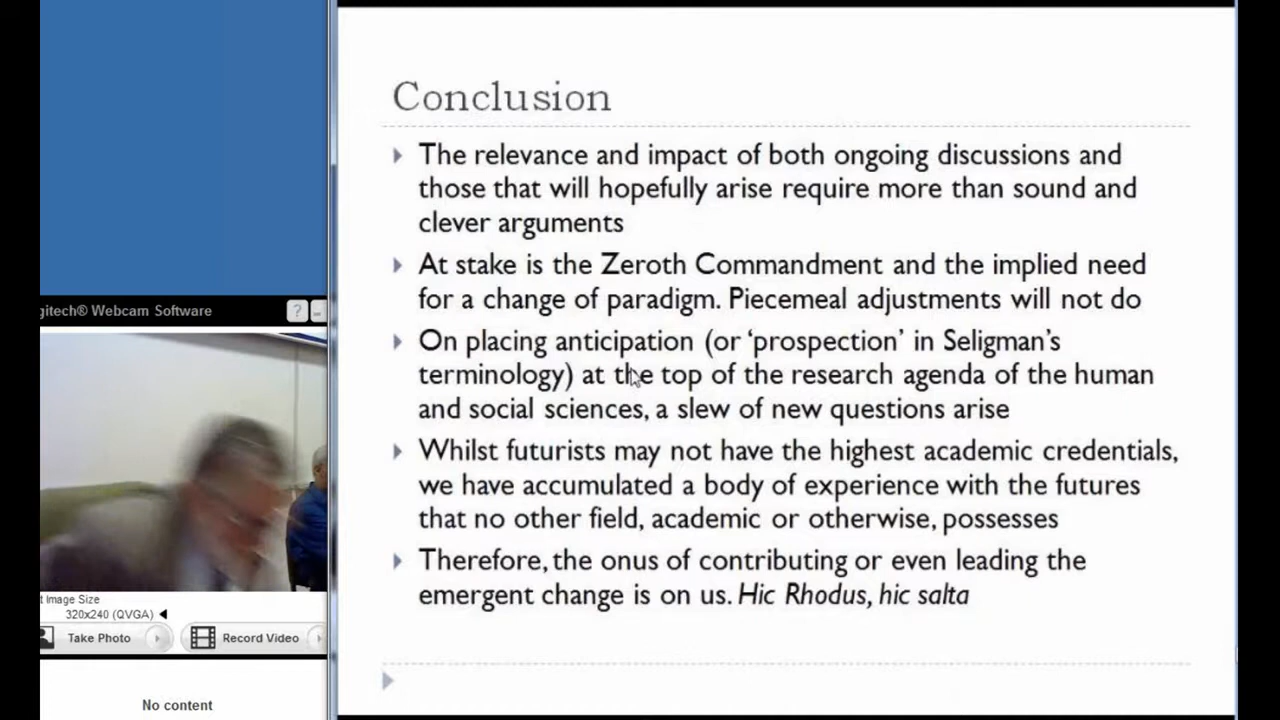 Conclusion
The relevance and impact of both ongoing discussions and
those that will hopefully arise require more than sound and
clever arguments
At stake is the Zeroth Commandment and the implied need
for a change of paradigm. Piecemeal adjustments will not do
On placing anticipation (or ‘prospection’ in Seligman’s
terminology) at the top of the research agenda of the human
and social sciences, a slew of new questions arise
Whilst futurists may not have the highest academic credentials,
we have accumulated a body of experience with the futures
that no other field, academic or otherwise, possesses
Therefore, the onus of contributing or even leading the
emergent change is on us. Hic Rhodus, hic salta
gitech® Webcam Software
?
t Image Size
320x240 (QVGA)
Take Photo
Record Video
No content